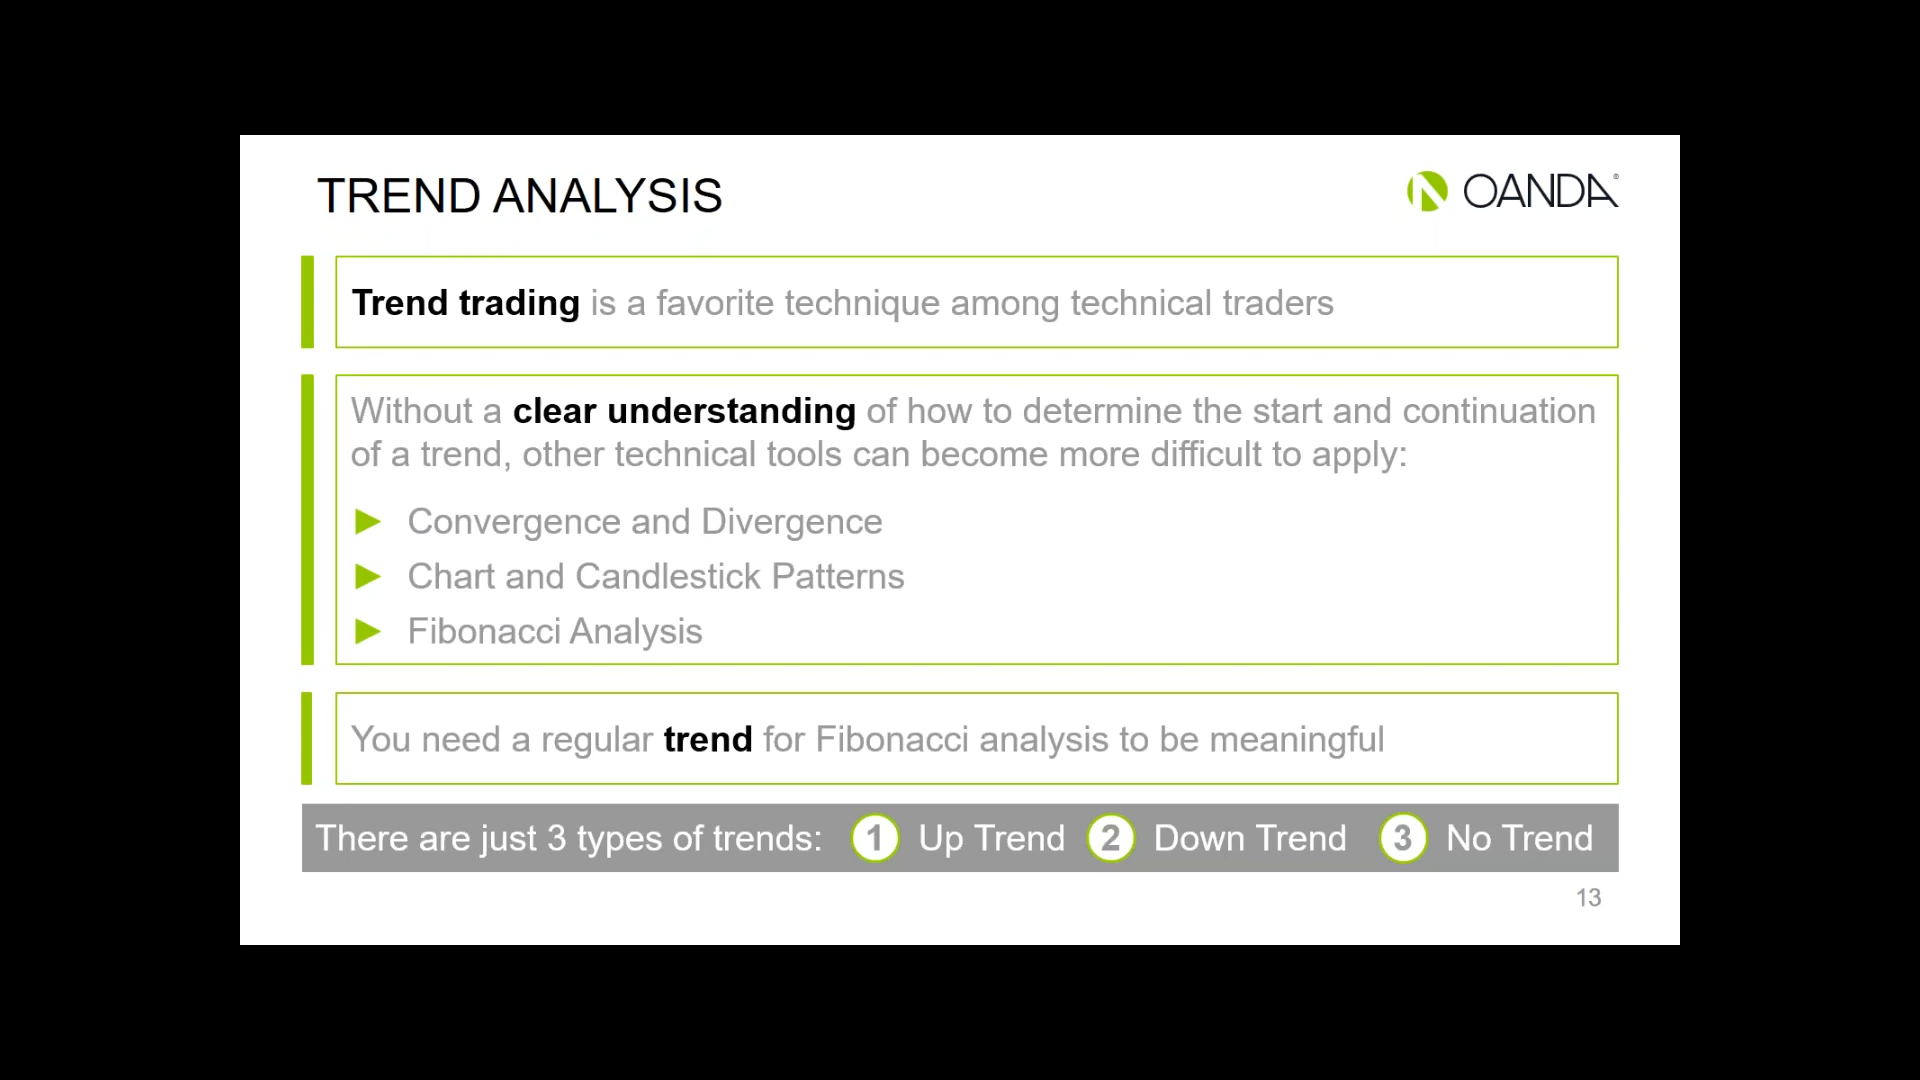 TREND ANALYSIS
OANDA®
Trend trading is a favorite technique among technical traders
Without a clear understanding of how to determine the start and continuation
of a trend, other technical tools can become more difficult to apply:
► Convergence and Divergence
► Chart and Candlestick Patterns
► Fibonacci Analysis
You need a regular trend for Fibonacci analysis to be meaningful
There are just 3 types of trends: 1 Up Trend 2 Down Trend 3 No Trend
13